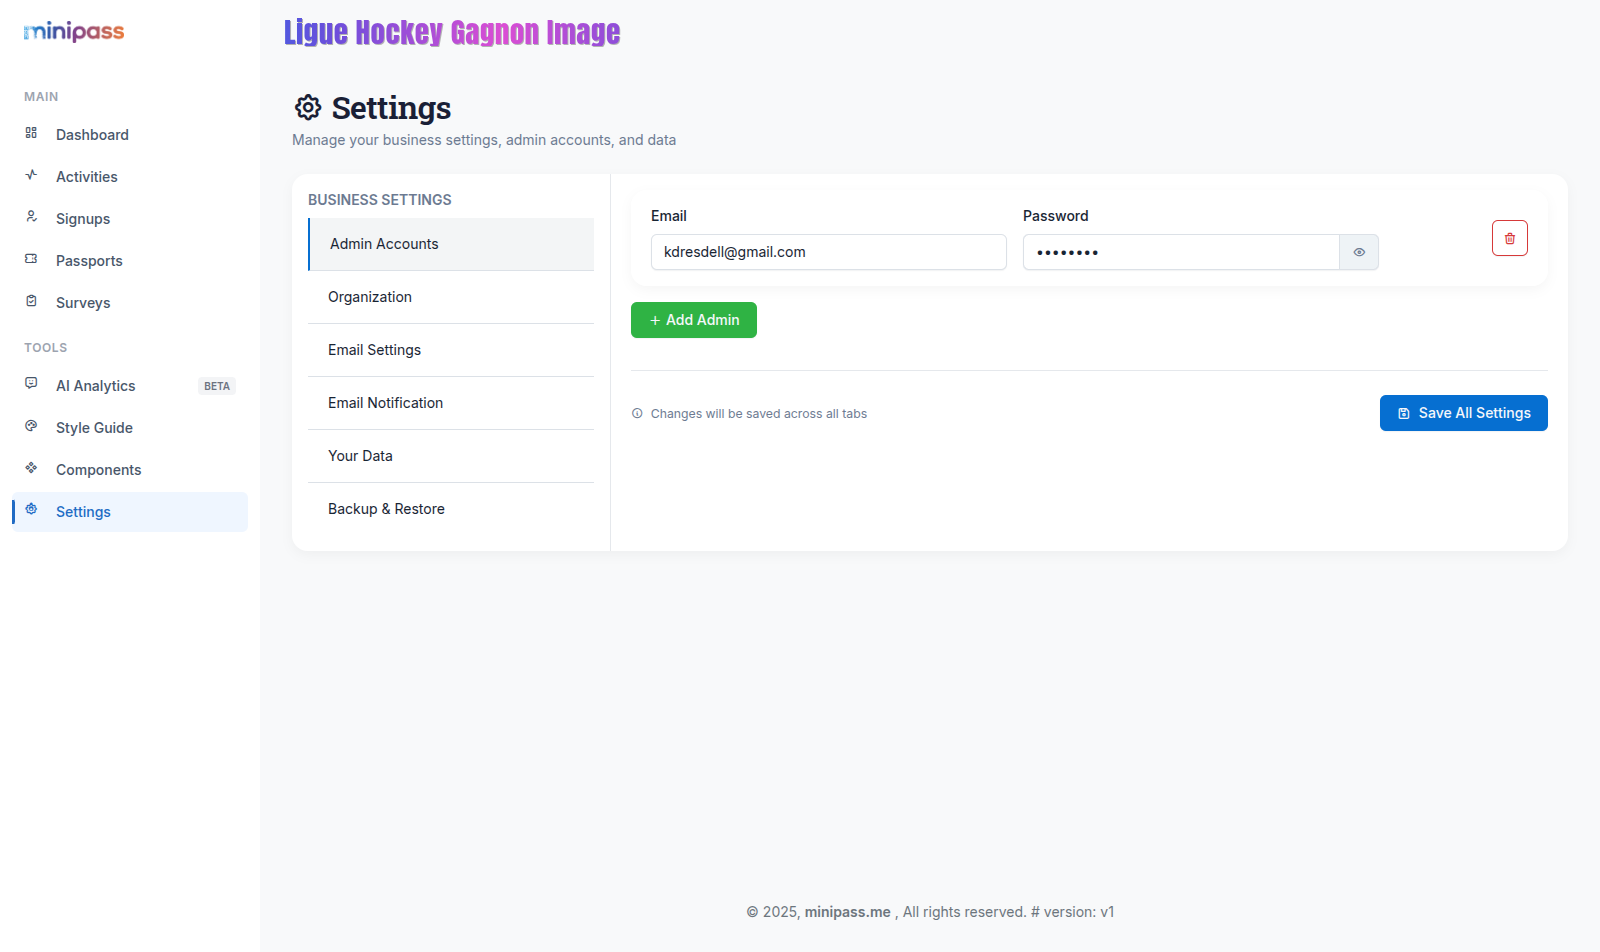 minipass
Ligue Hockey Gagnon Image
MAIN
Dashboard
Activities
Signups
Passports
Surveys
TOOLS
AI Analytics BETA
Style Guide
Components
Settings
Settings
Manage your business settings, admin accounts, and data
BUSINESS SETTINGS
Admin Accounts
Organization
Email Settings
Email Notification
Your Data
Backup & Restore
Email Password
kdresdell@gmail.com ••••••••
+ Add Admin
Changes will be saved across all tabs
Save All Settings
© 2025, minipass.me , All rights reserved. # version: v1